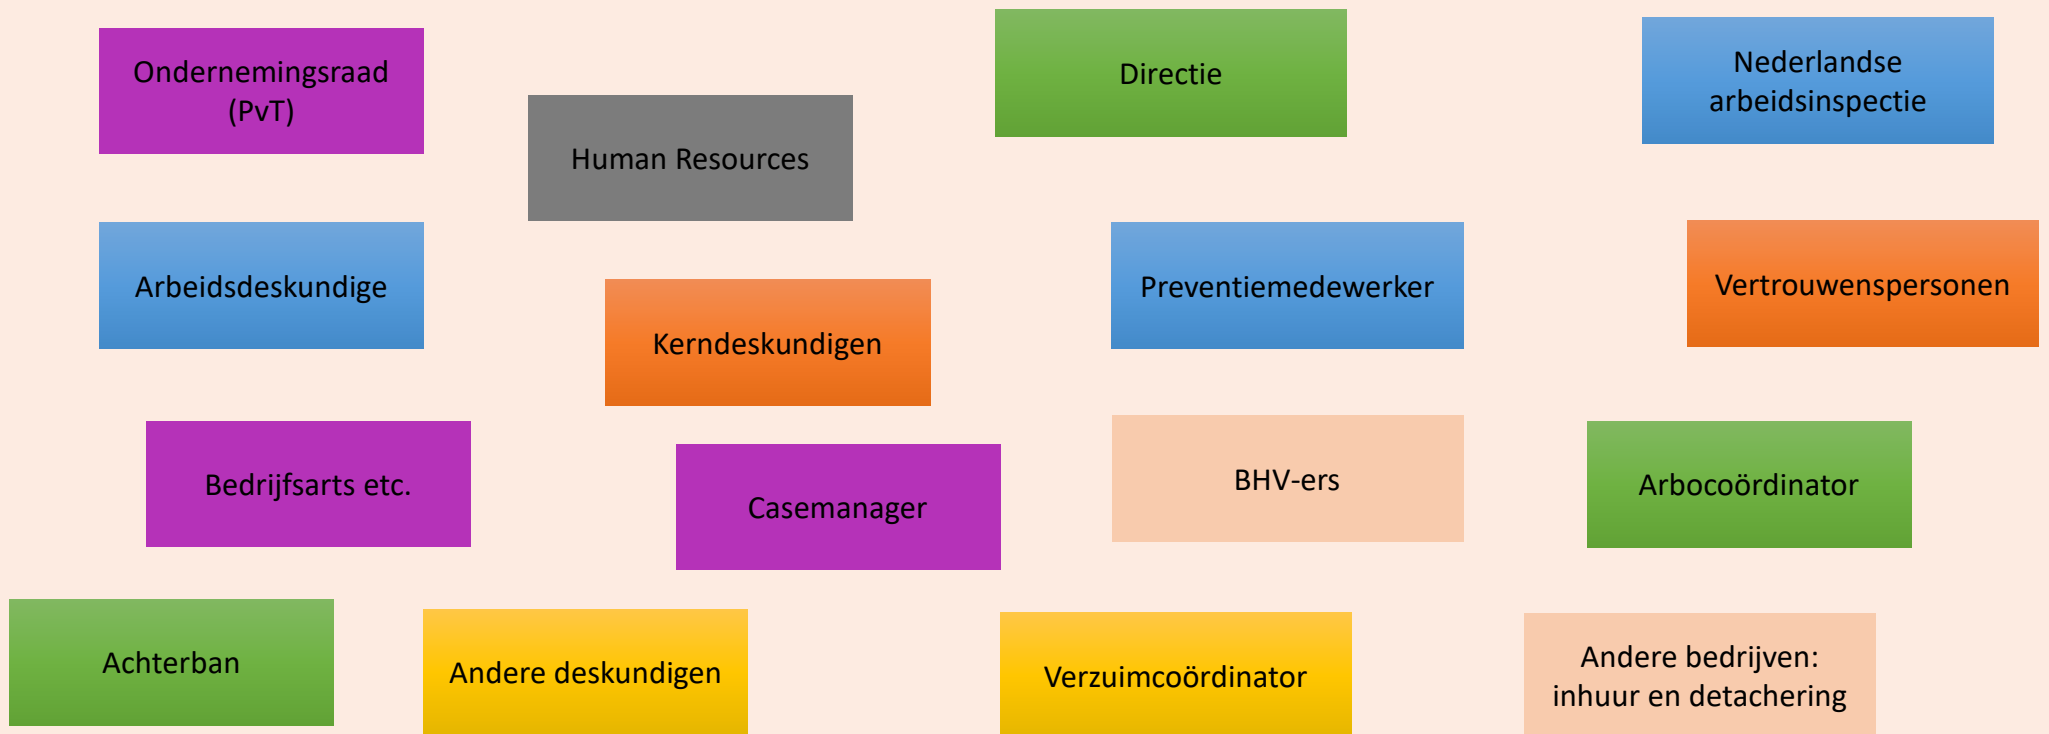 Ondernemingsraad
(PvT)
Human Resources
Directie
Nederlandse
arbeidsinspectie
Arbeidsdeskundige
Kerndeskundigen
Preventiemedewerker
Vertrouwenspersonen
Bedrijfsarts etc.
Casemanager
BHV-ers
Arbocoördinator
Achterban
Andere deskundigen
Verzuimcoördinator
Andere bedrijven:
inhuur en detachering